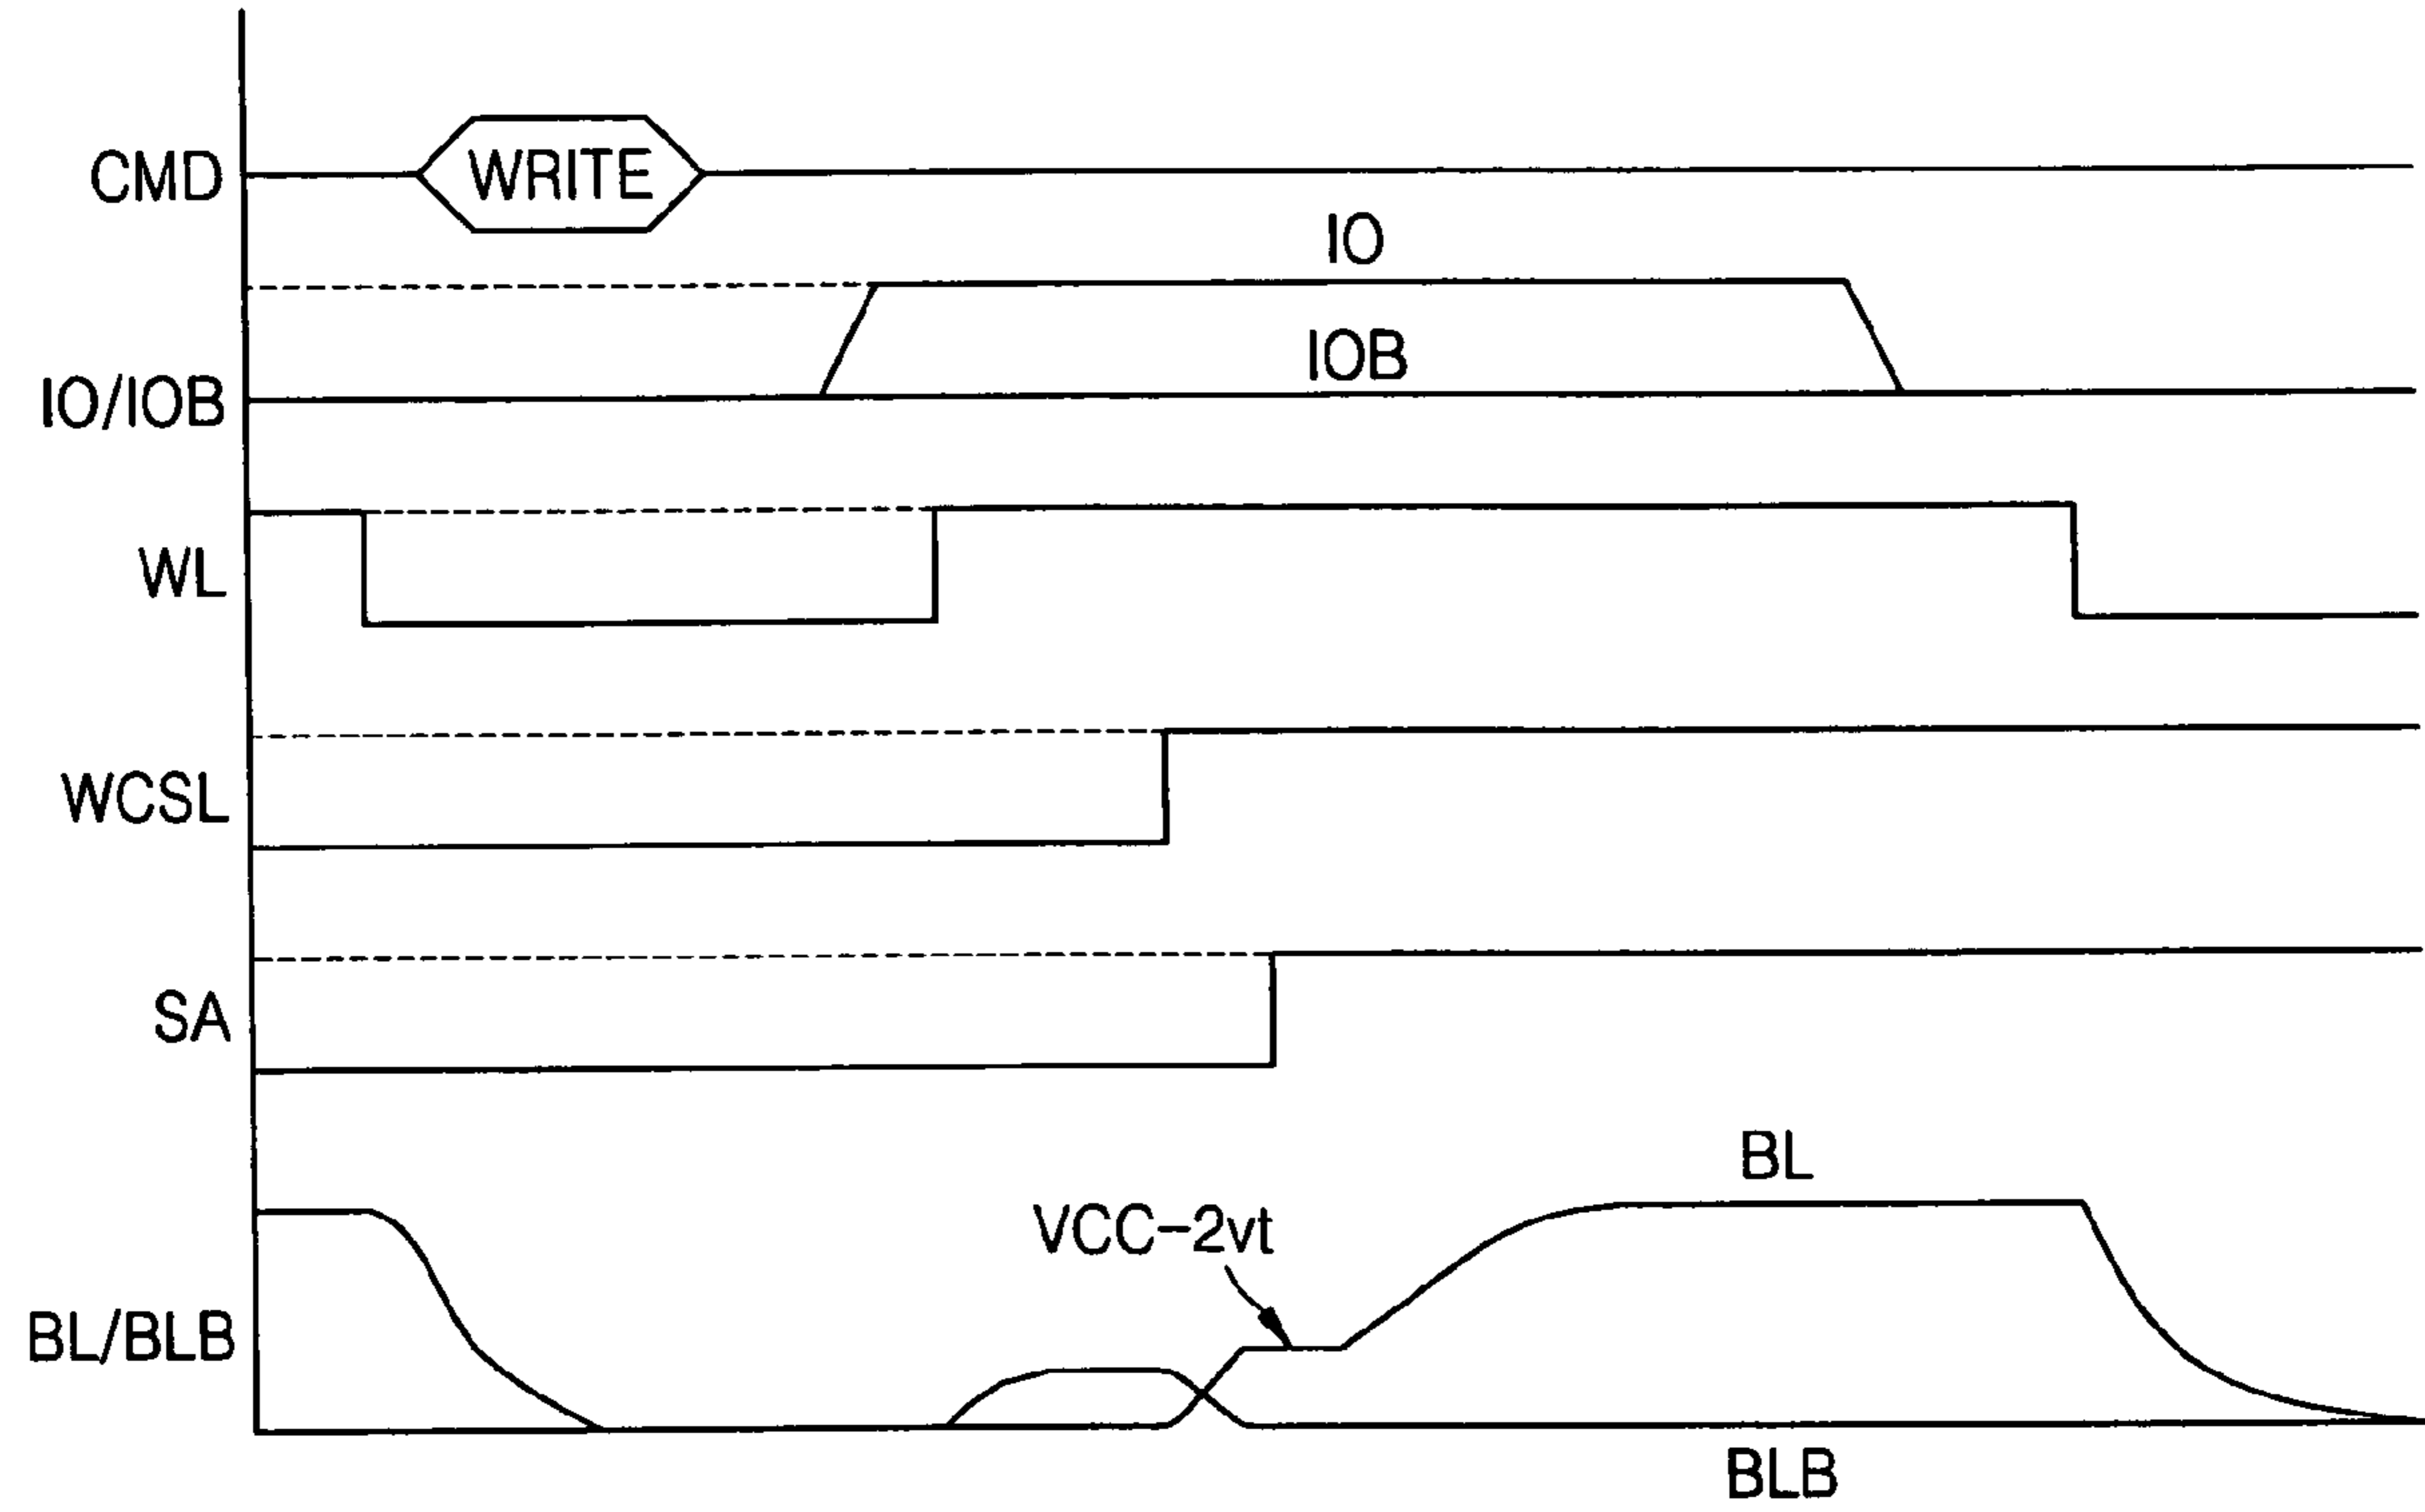 CMD
WRITE
IO
IOB
IO/IOB
WL
WCSL
SA
BL
VCC-2vt
BL/BLB
BLB